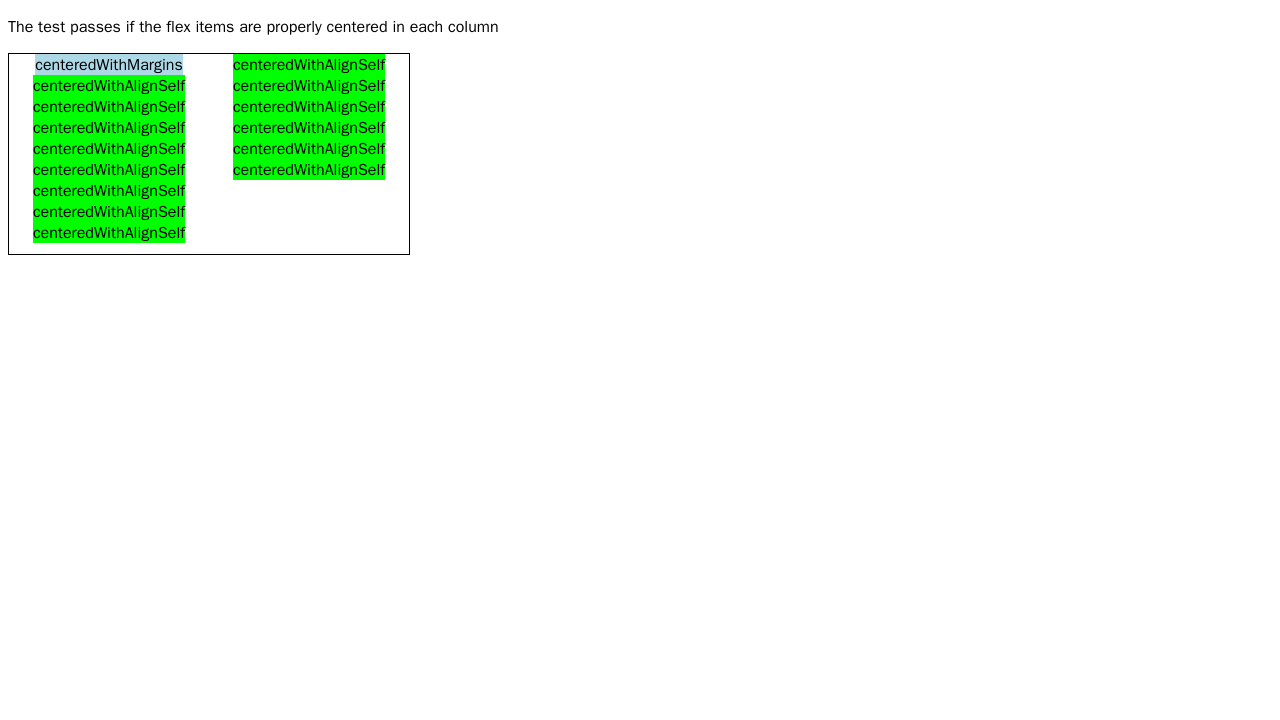 The test passes if the flex items are properly centered in each column
centeredWithMargins
centeredWithAlignSelf
centeredWithAlignSelf
centeredWithAlignSelf
centeredWithAlignSelf
centeredWithAlignSelf
centeredWithAlignSelf
centeredWithAlignSelf
centeredWithAlignSelf
centeredWithAlignSelf
centeredWithAlignSelf
centeredWithAlignSelf
centeredWithAlignSelf
centeredWithAlignSelf
centeredWithAlignSelf